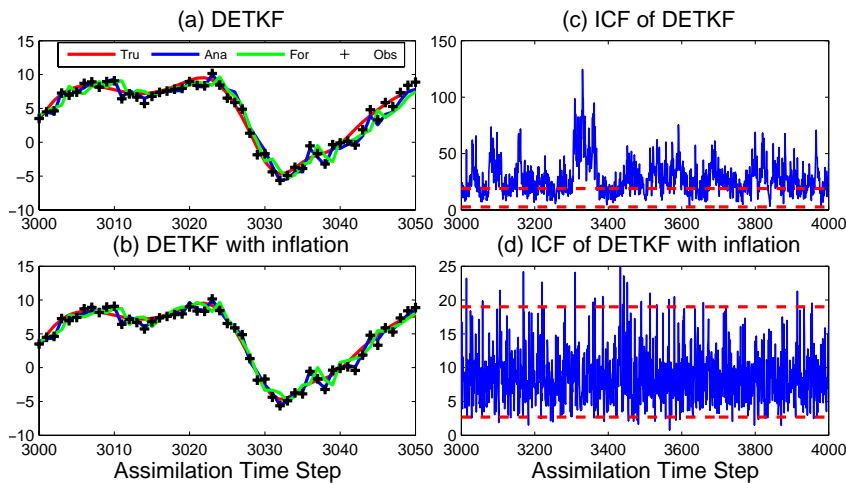 (a) DETKF
Tru Ana For Obs
15
10
5
0
−5
−10
3000 3010 3020 3030 3040 3050
(c) ICF of DETKF
150
100
50
0
3000 3200 3400 3600 3800 4000
(b) DETKF with inflation
15
10
5
0
−5
−10
3000 3010 3020 3030 3040 3050
Assimilation Time Step
(d) ICF of DETKF with inflation
25
20
15
10
5
0
3000 3200 3400 3600 3800 4000
Assimilation Time Step